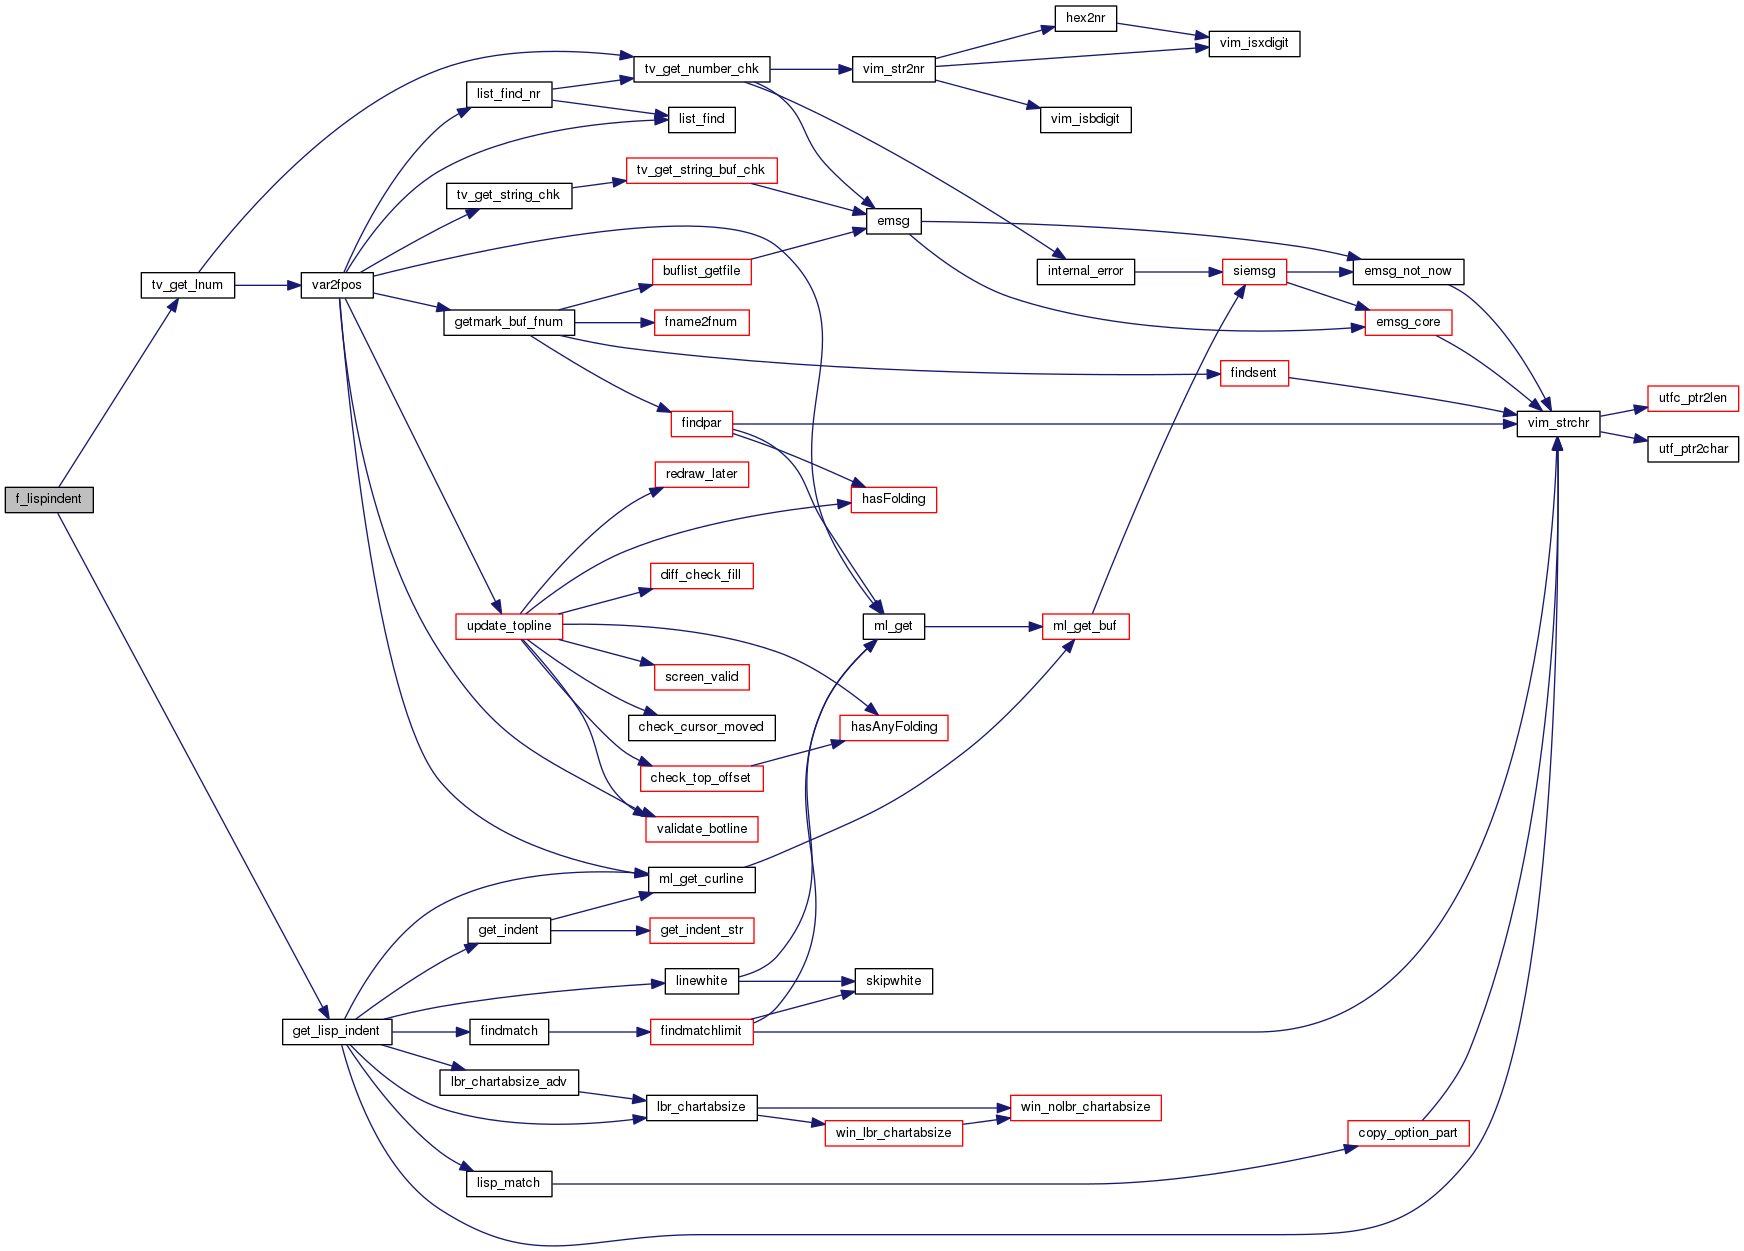 hex2nr
vim_isxdigit
tv_get_number_chk
vim_str2nr
list_find_nr
list_find
vim_isbdigit
tv_get_string_buf_chk
tv_get_string_chk
emsg
tv_get_lnum
var2fpos
buflist_getfile
internal_error
siemsg
emsg_not_now
getmark_buf_fnum
fname2fnum
emsg_core
findsent
utfc_ptr2len
findpar
vim_strchr
utf_ptr2char
redraw_later
f_lispindent
hasFolding
diff_check_fill
update_topline
ml_get
ml_get_buf
screen_valid
check_cursor_moved
hasAnyFolding
check_top_offset
validate_botline
ml_get_curline
get_indent
get_indent_str
linewhite
skipwhite
get_lisp_indent
findmatch
findmatchlimit
lbr_chartabsize_adv
lbr_chartabsize
win_nolbr_chartabsize
win_lbr_chartabsize
copy_option_part
lisp_match